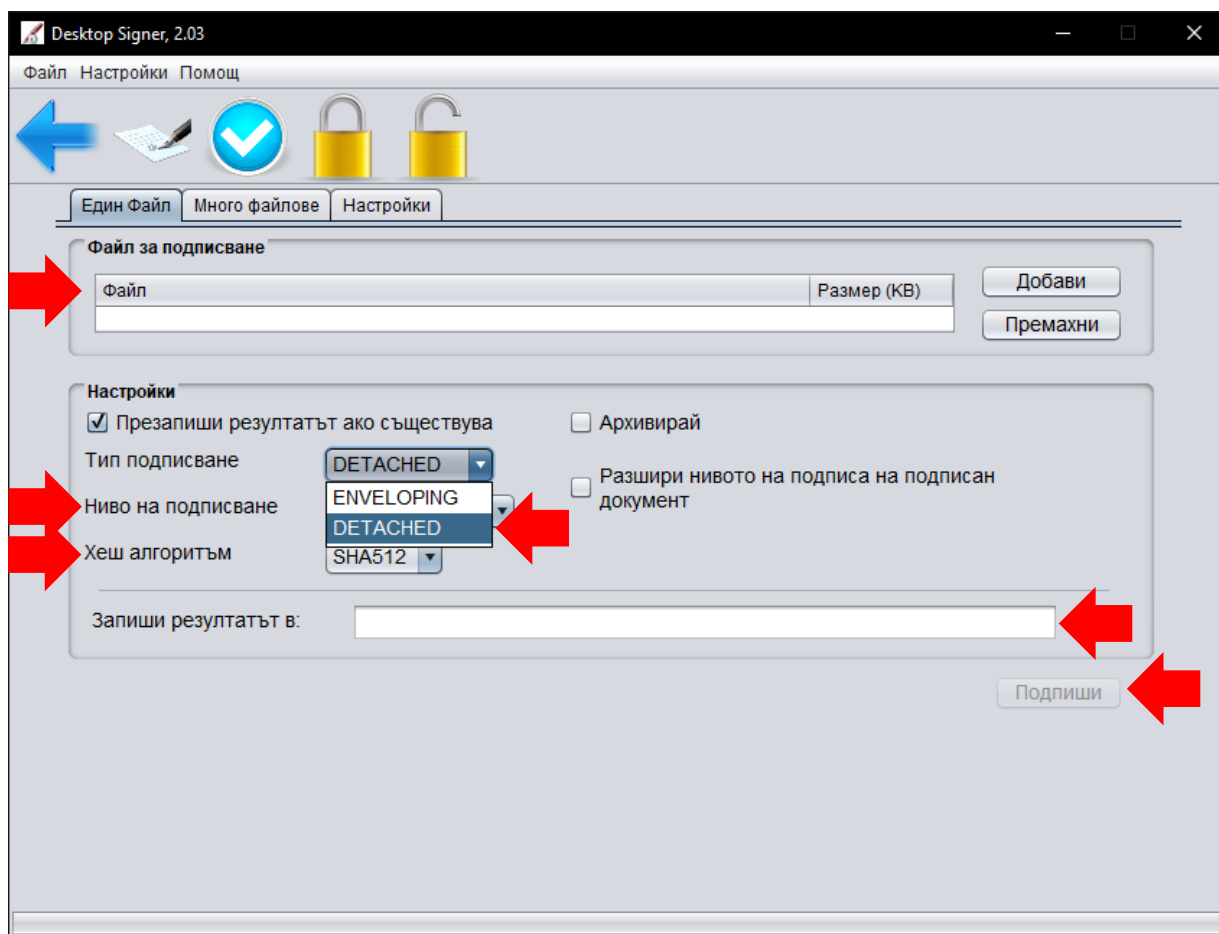 Desktop Signer, 2.03
Файл Настройки Помощ
Един Файл Много файлове Настройки
Файл за подписване
Файл Размер (KB) Добави
Премахни
Настройки
Презапиши резултатът ако съществува Архивирай
Тип подписване DETACHED
Разшири нивото на подписа на подписан документ
ENVELOPING
Ниво на подписване
DETACHED
Хеш алгоритъм SHA512
Запиши резултатът в:
Подпиши